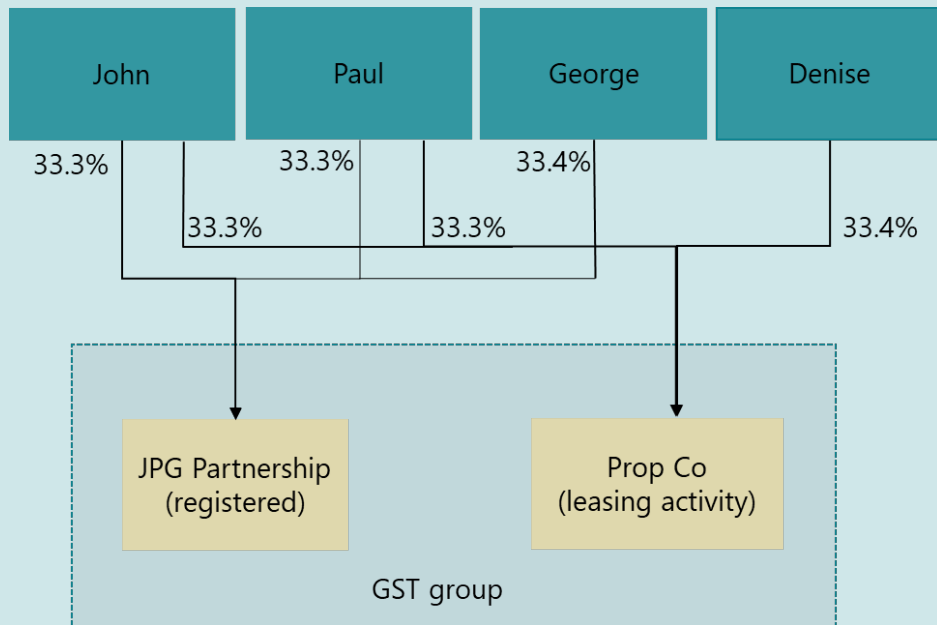 John
Paul
George
Denise
33.3%
33.3%
33.4%
33.3%
33.3%
33.4%
JPG Partnership
(registered)
Prop Co
(leasing activity)
GST group